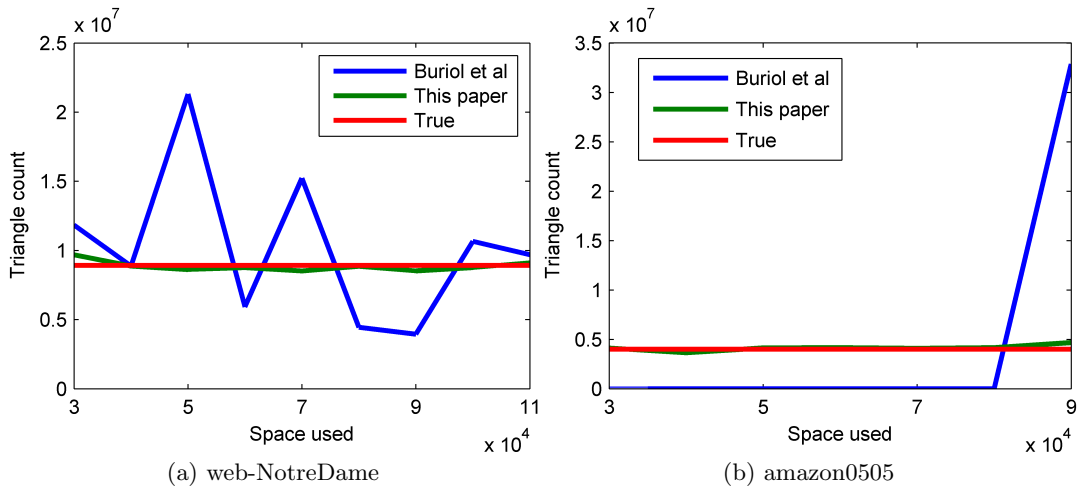 x 10^7
2.5
2
1.5
1
0.5
0
Triangle count
Buriol et al
This paper
True
3 5 7 9 11
Space used
x 10^4
(a) web-NotreDame
x 10^7
3.5
2.5
3
3.5
2
1.5
1
0.5
0
Triangle count
Buriol et al
This paper
True
3 5 7 9
Space used
x 10^4
(b) amazon0505